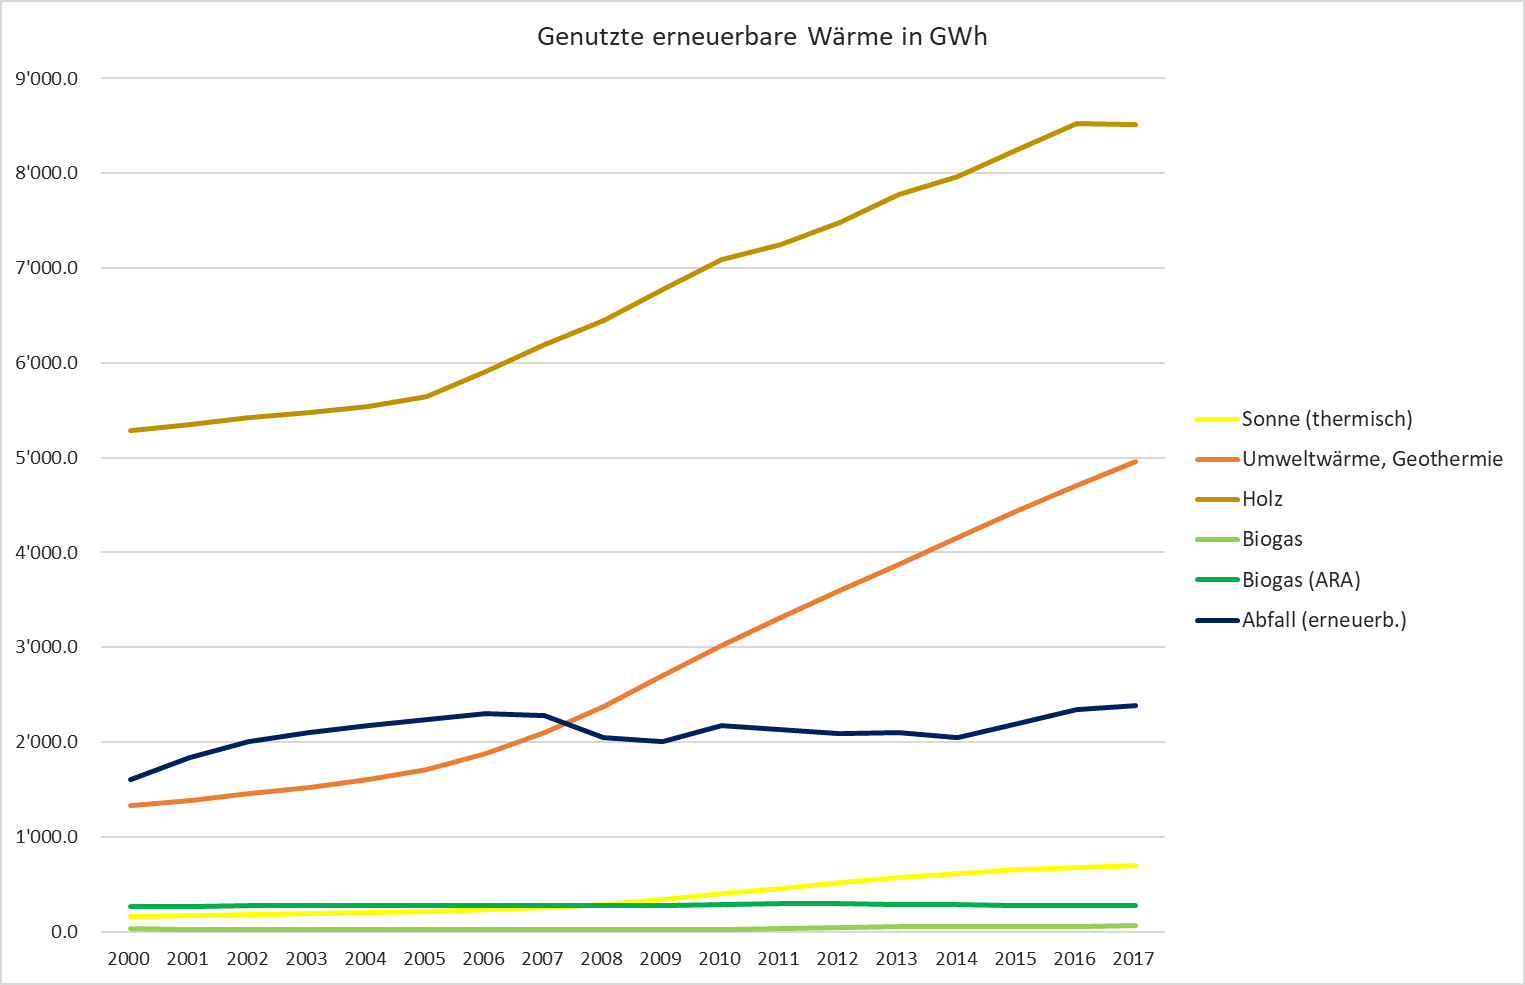 Genutzte erneuerbare Wärme in GWh
9'000.0
8'000.0
7'000.0
6'000.0
5'000.0
4'000.0
3'000.0
2'000.0
1'000.0
0.0
2000 2001 2002 2003 2004 2005 2006 2007 2008 2009 2010 2011 2012 2013 2014 2015 2016 2017
Sonne (thermisch)
Umweltwärme, Geothermie
Holz
Biogas
Biogas (ARA)
Abfall (erneuerb.)